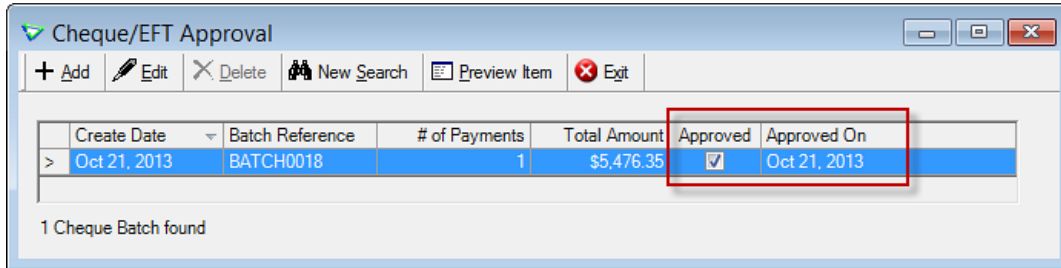 Cheque/EFT Approval
Add Edit Delete New Search Preview Item Exit
Create Date Batch Reference # of Payments Total Amount Approved Approved On
> Oct 21, 2013 BATCH0018 1 $5,476.35 Oct 21, 2013
1 Cheque Batch found